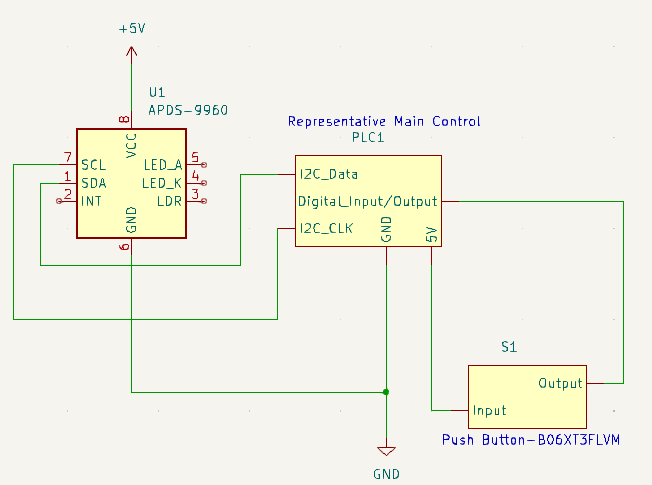 +5V
U1
APDS-9960
8
VCC
7
SCL
LED_A
5
1
SDA
LED_K
4
2
INT
LDR
3
GND
6
Representative Main Control
PLC1
I2C_Data
Digital_Input/Output
I2C_CLK
GND
5V
S1
Output
Input
Push Button-B06XT3FLVM
GND